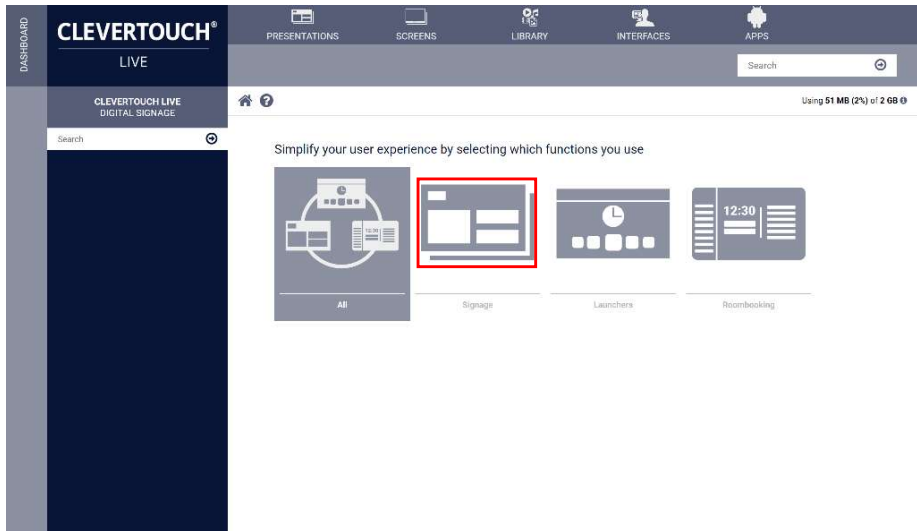 DASHBOARD
CLEVERTOUCH®
LIVE
PRESENTATIONS
SCREENS
LIBRARY
INTERFACES
APPS
Search
CLEVERTOUCH LIVE
DIGITAL SIGNAGE
Using 51 MB (2%) of 2 GB
Search
Simplify your user experience by selecting which functions you use
12:30
12:30
All
Signage
Launchers
Roombooking